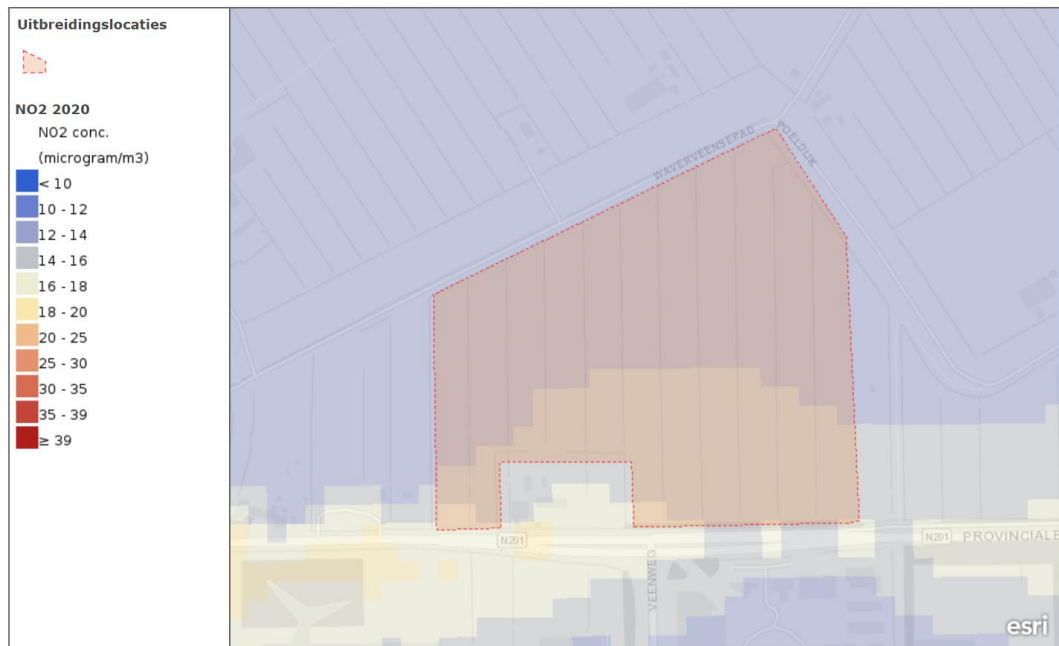 Uitbreidingslocaties
NO2 2020
NO2 conc.
(microgram/m3)
< 10
10 - 12
12 - 14
14 - 16
16 - 18
18 - 20
20 - 25
25 - 30
30 - 35
35 - 39
≥ 39
WAVERVEENSEPAD
POELDIJK
N201
N201
PROVINCIALE
VEENWEG
esri